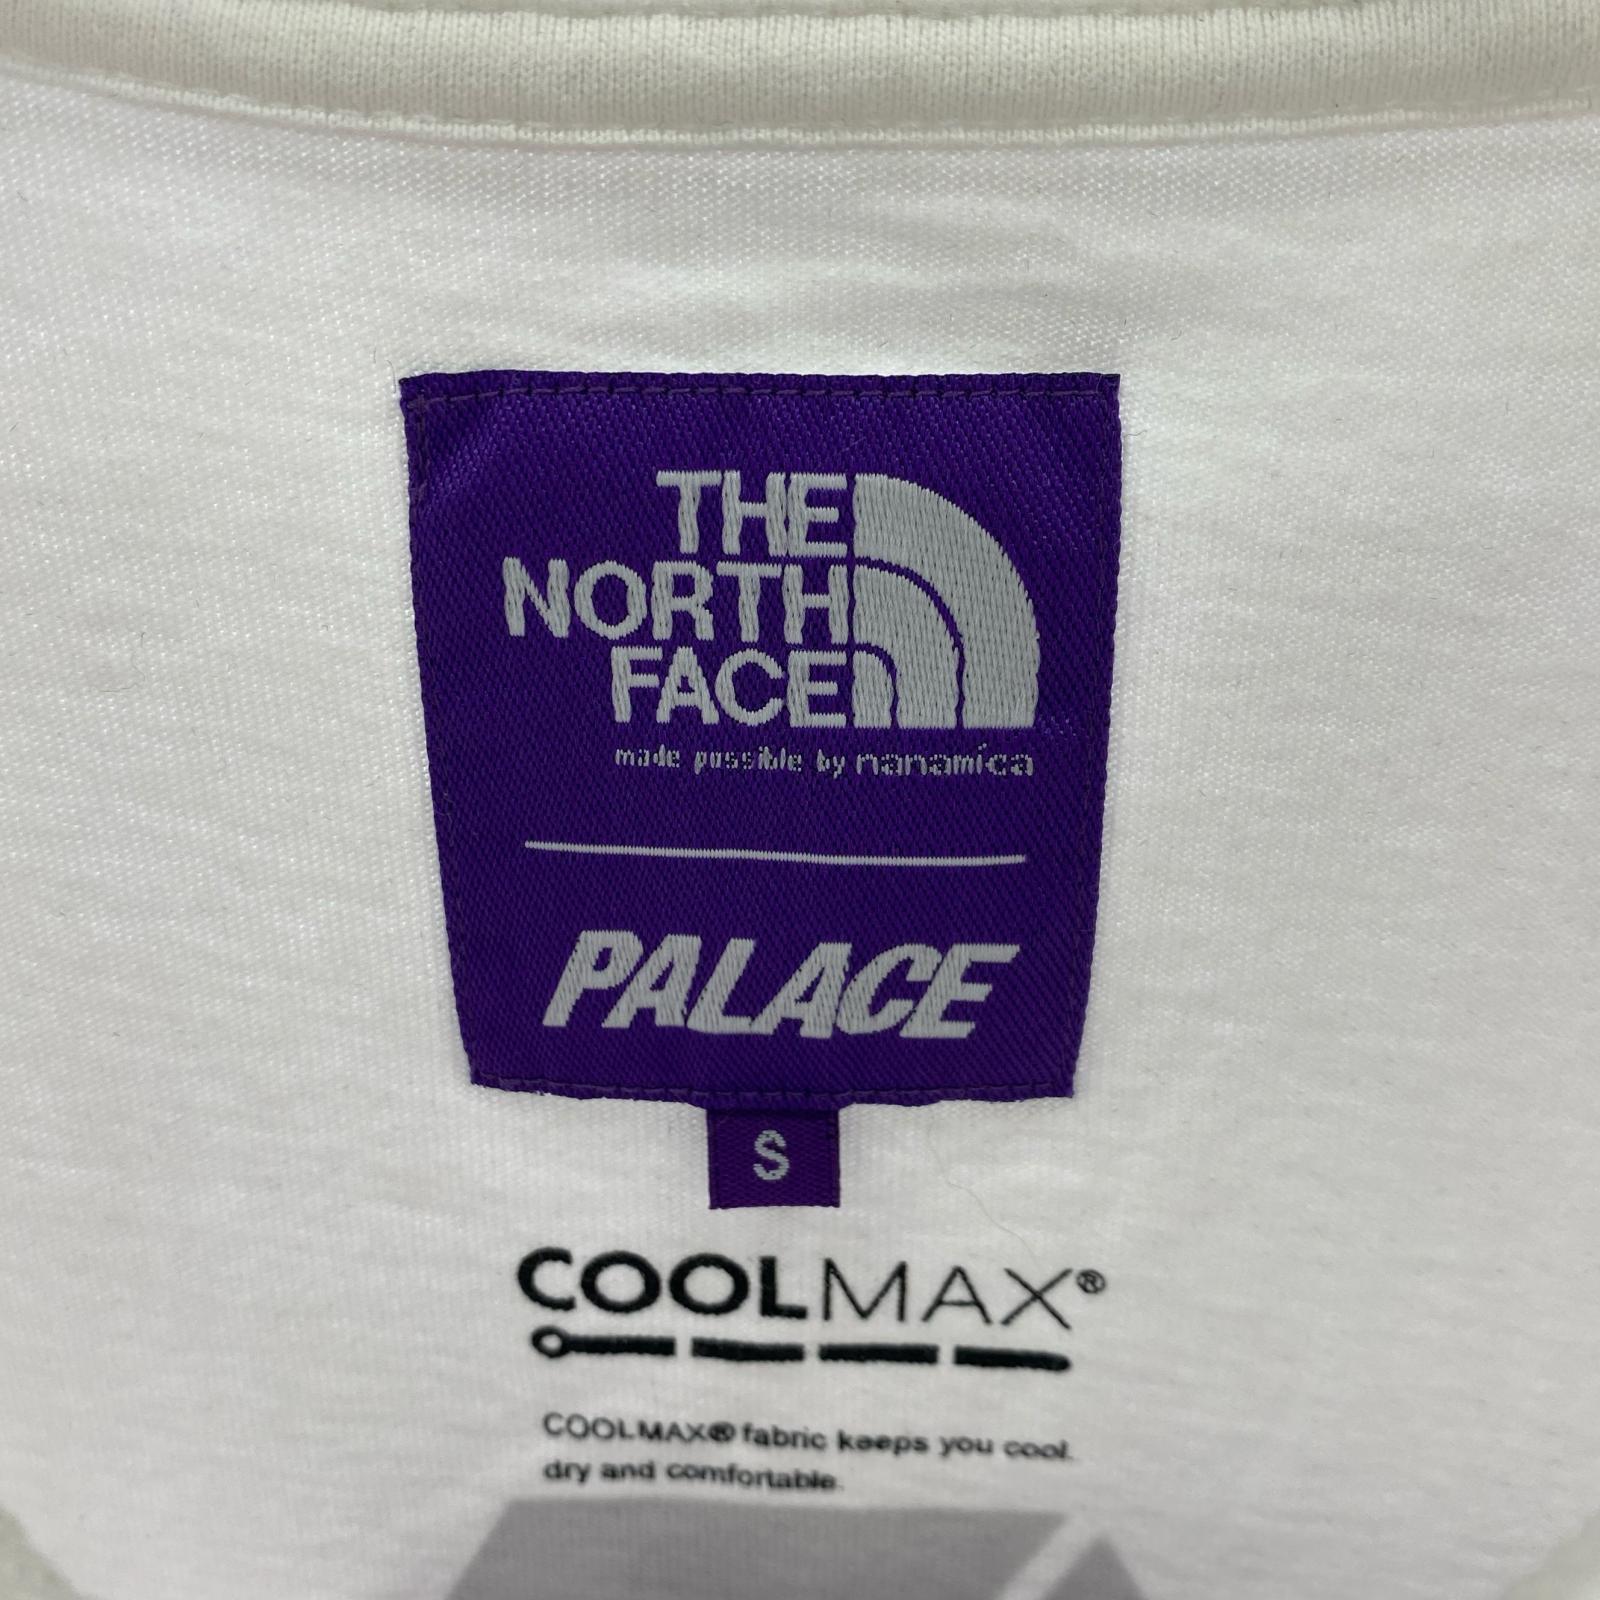 THE
NORTH
FACE
made possible by nanamica
PALACE
S
COOLMAX®
COOLMAX® fabric keeps you cool.
dry and comfortable.